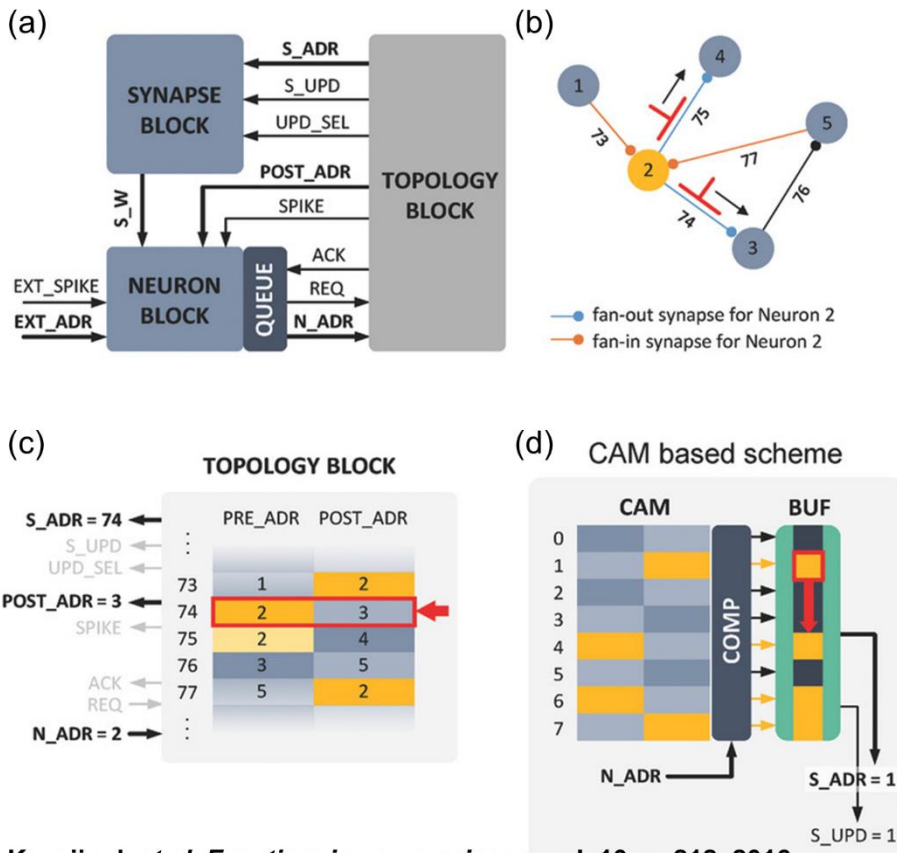 (a)
SYNAPSE
BLOCK
S_ADR
S_UPD
UPD_SEL
POST_ADR
SPIKE
TOPOLOGY
BLOCK
S_W
EXT_SPIKE
EXT_ADR
NEURON
BLOCK
QUEUE
ACK
REQ
N_ADR
(b)
1
4
5
2
3
73
75
77
74
76
fan-out synapse for Neuron 2
fan-in synapse for Neuron 2
(c)
TOPOLOGY BLOCK
PRE_ADR POST_ADR
S_ADR = 74
S_UPD
UPD_SEL
POST_ADR = 3
SPIKE
ACK
REQ
N_ADR = 2
73 1 2
74 2 3
75 2 4
76 3 5
77 5 2
(d)
CAM based scheme
CAM BUF
0
1
2
3
4
5
6
7
COMP
N_ADR
S_ADR = 1
S_UPD = 1